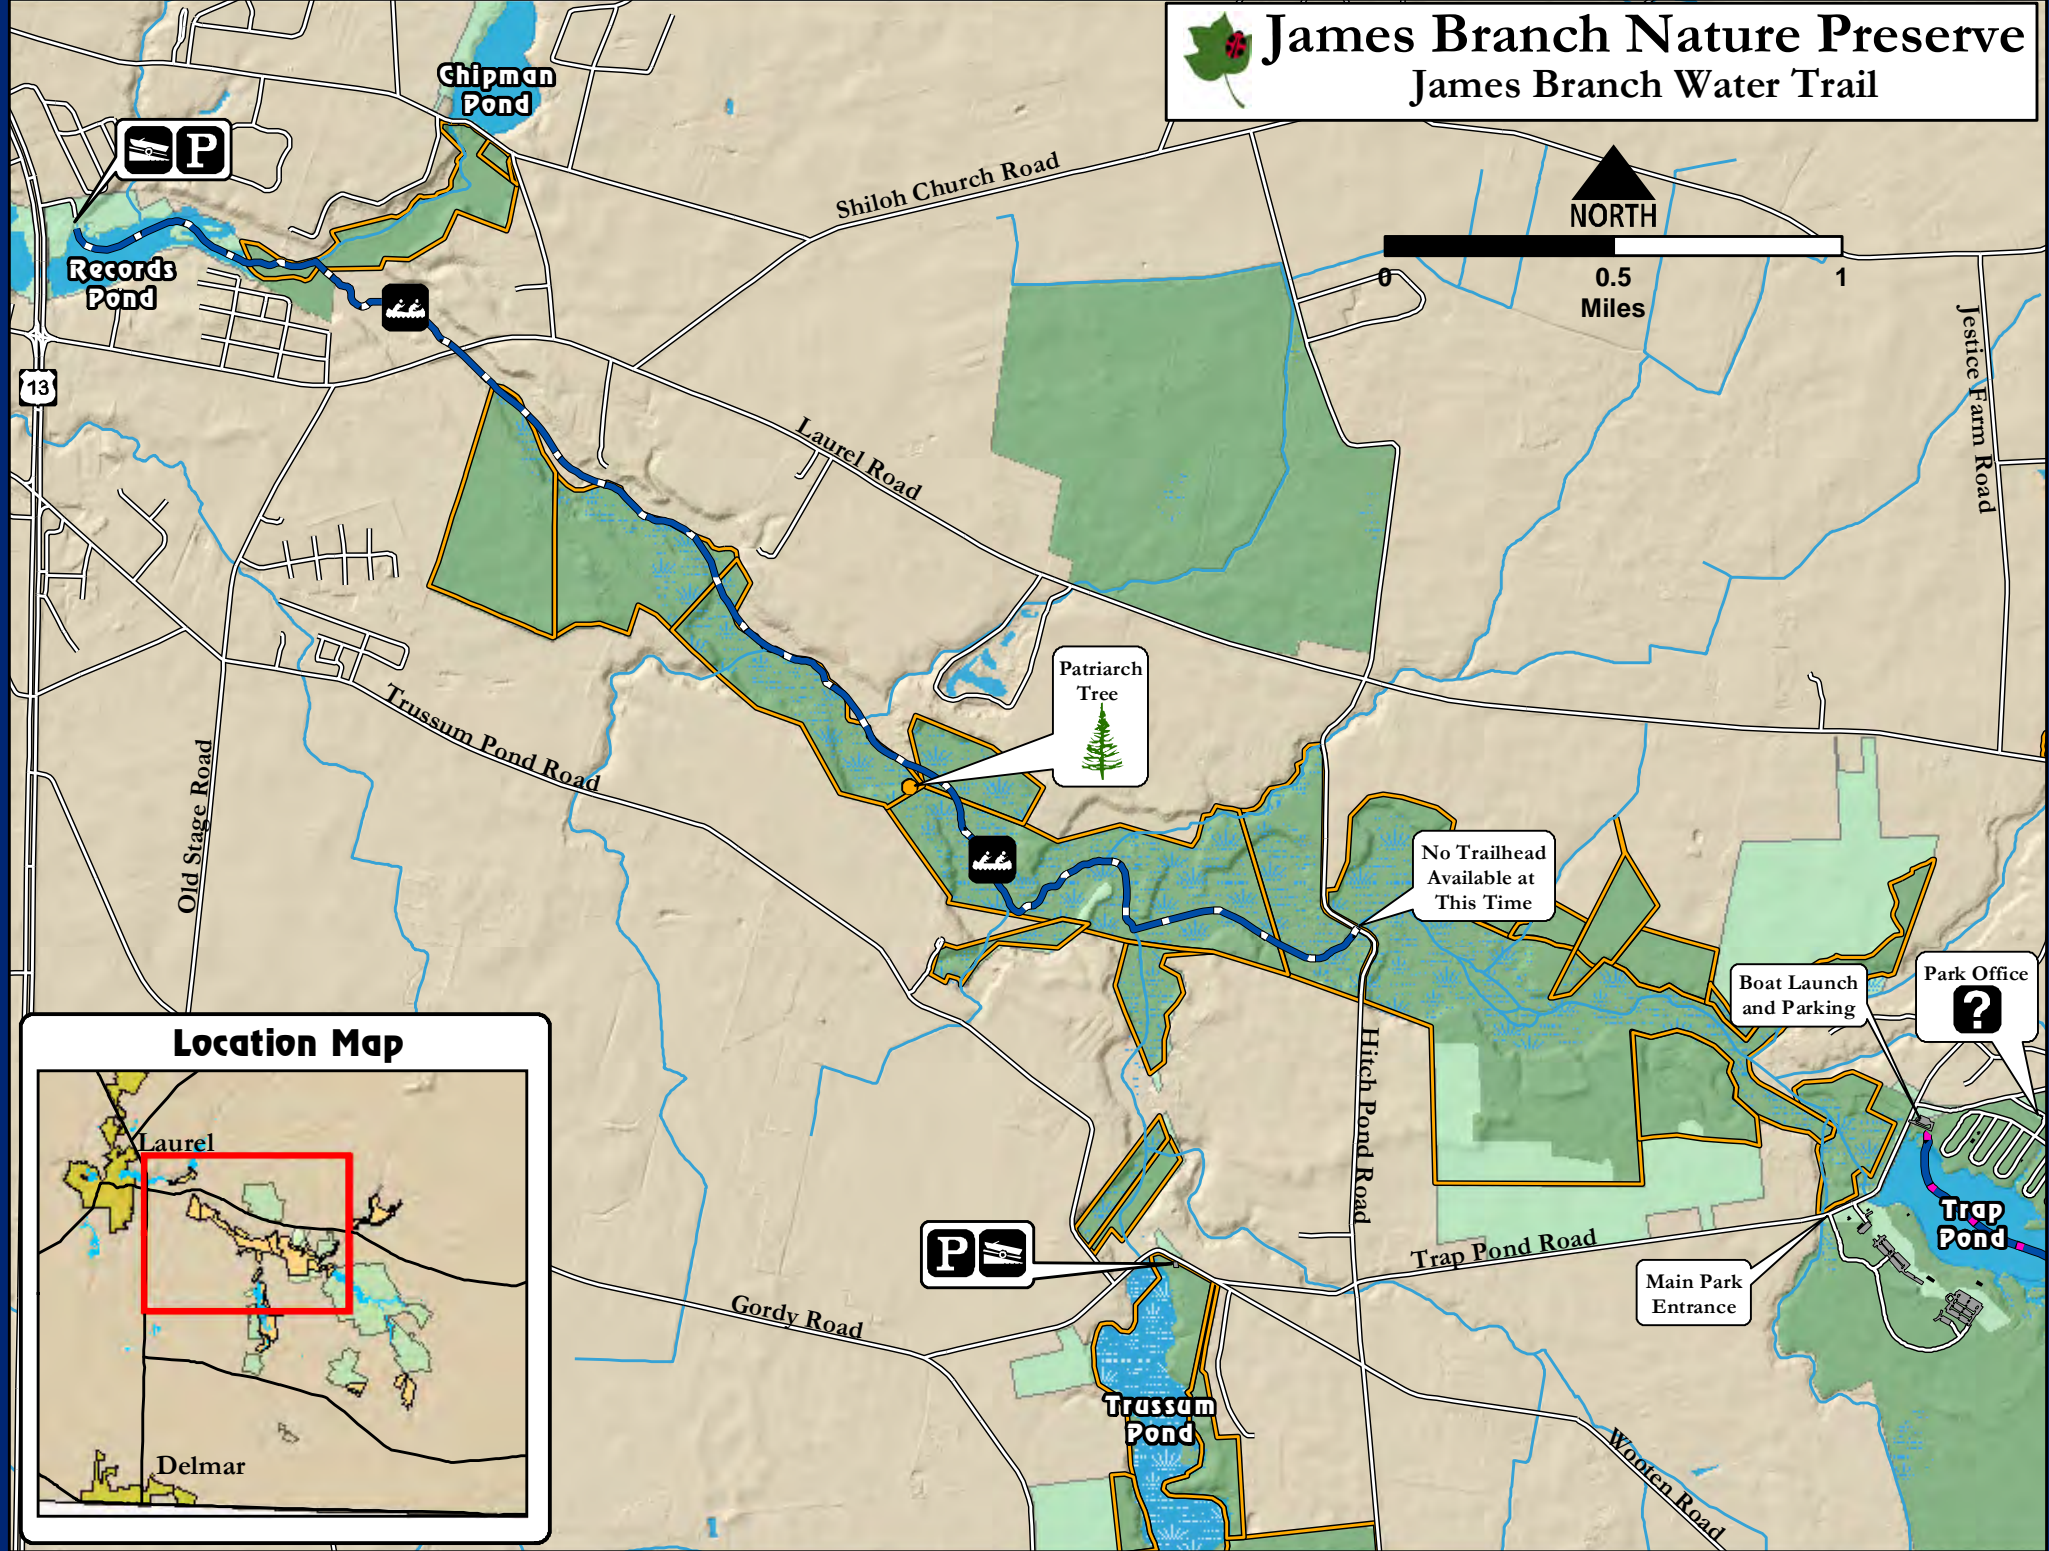 James Branch Nature Preserve
James Branch Water Trail
Chipman
Pond
P
Records
Pond
13
Shiloh Church Road
NORTH
0
0.5
1
Miles
Jestice Farm Road
Laurel Road
Patriarch
Tree
Trussum Pond Road
Old Stage Road
No Trailhead
Available at
This Time
Boat Launch
and Parking
Park Office
?
Hitch Pond Road
Trap
Pond
Trap Pond Road
Main Park
Entrance
P
Gordy Road
Trussum
Pond
Wooten Road
Location Map
Laurel
Delmar